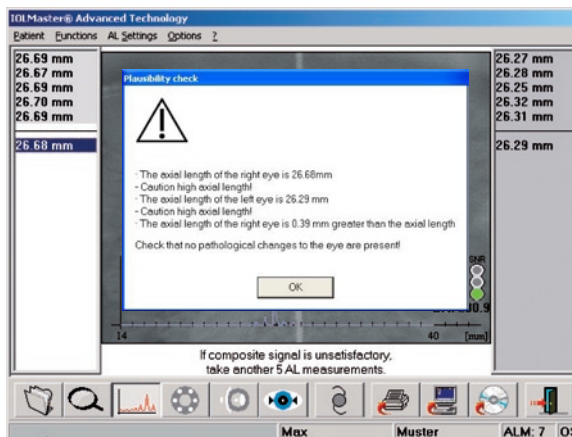 IOLMaster® Advanced Technology
Patient Functions AL Settings Options ?
26.69 mm
26.67 mm
26.69 mm
26.70 mm
26.69 mm
26.68 mm
Plausibility check
- The axial length of the right eye is 26.68mm
- Caution high axial length!
- The axial length of the left eye is 26.29 mm
- Caution high axial length!
- The axial length of the right eye is 0.39 mm greater than the axial length
Check that no pathological changes to the eye are present!
OK
26.27 mm
26.28 mm
26.25 mm
26.32 mm
26.31 mm
26.29 mm
SNR
14 40 [mm]
If composite signal is unsatisfactory,
take another 5 AL measurements.
Max Muster ALM: 7